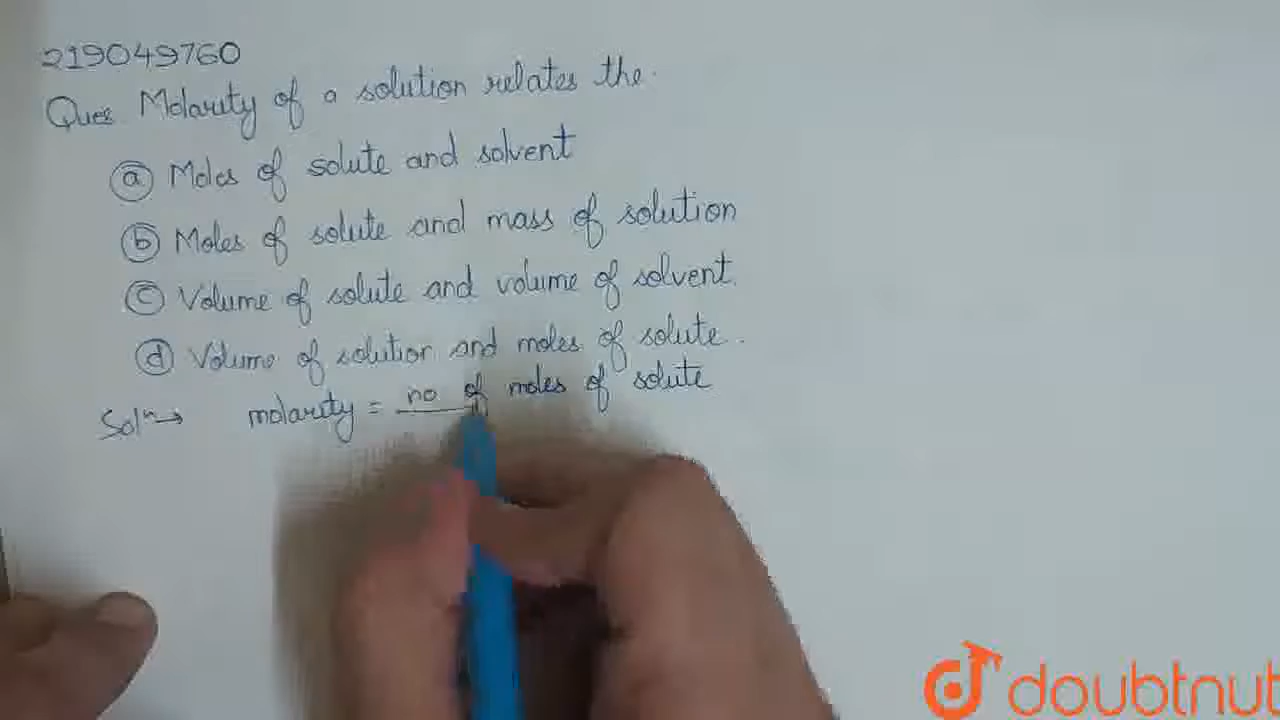 219049760
Ques Molarity of a solution relates the.
(a) Moles of solute and solvent
(b) Moles of solute and mass of solution
(c) Volume of solute and volume of solvent.
(d) Volume of solution and moles of solute.
Solⁿ→ molarity = no of moles of solute
doubtnut